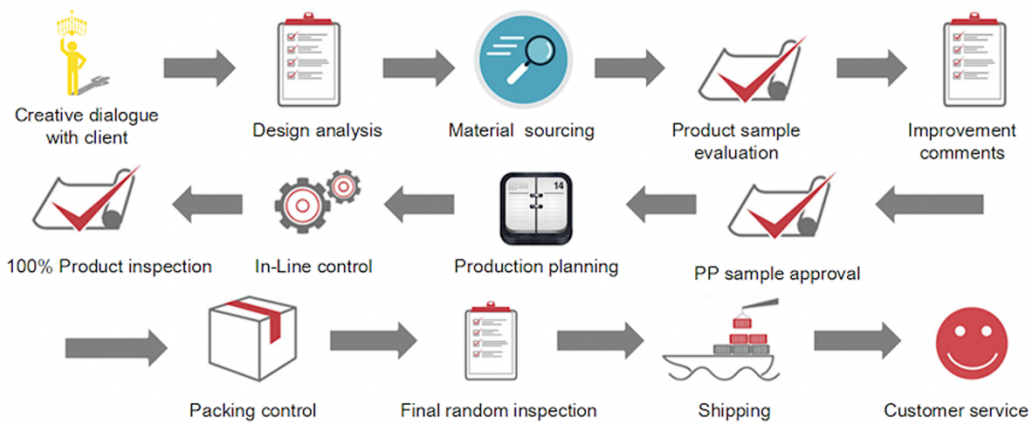 Creative dialogue
with client
Design analysis
Material sourcing
Product sample
evaluation
Improvement
comments
14
PP sample approval
Production planning
In-Line control
100% Product inspection
Packing control
Final random inspection
Shipping
Customer service